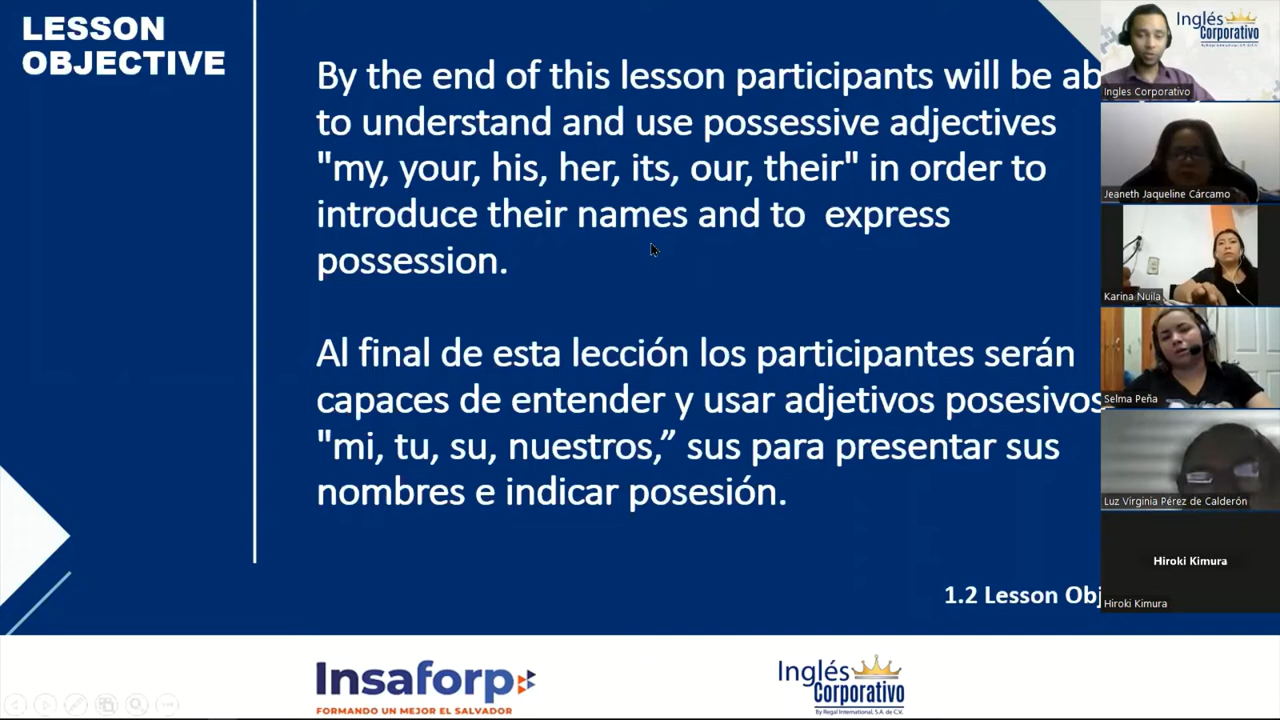 LESSON
OBJECTIVE
By the end of this lesson participants will be ab
to understand and use possessive adjectives
"my, your, his, her, its, our, their" in order to
introduce their names and to express
possession.
Al final de esta lección los participantes serán
capaces de entender y usar adjetivos posesivos
"mi, tu, su, nuestros,” sus para presentar sus
nombres e indicar posesión.
1.2 Lesson Obj
Insaforp
FORMANDO UN MEJOR EL SALVADOR
Inglés
Corporativo
By Regal International, S.A. de C.V.
Inglés
Corporativo
By Regal International, S.A. de C.V.
Ingles Corporativo
Jeaneth Jaqueline Cárcamo
Karina Nuila
Selma Peña
Luz Virginia Pérez de Calderón
Hiroki Kimura
Hiroki Kimura